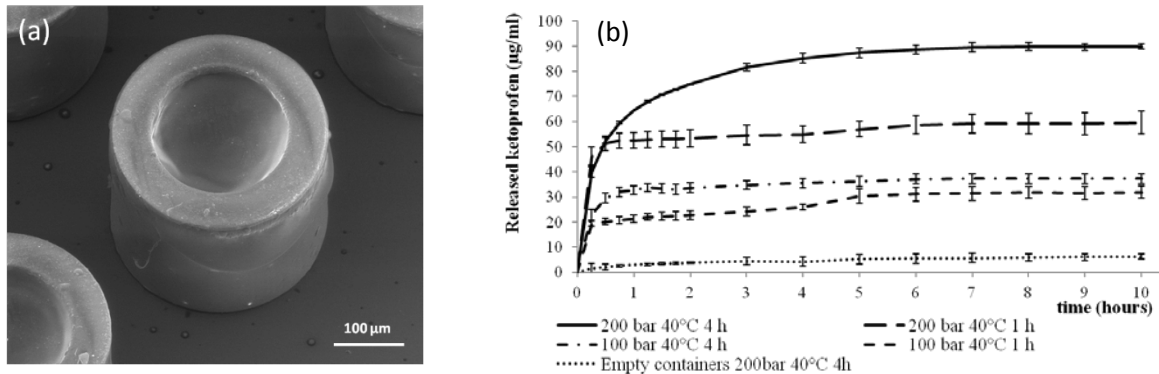 (a)
100 µm
(b)
Released ketoprofen (µg/ml)
100
90
80
70
60
50
40
30
20
10
0
0 1 2 3 4 5 6 7 8 9 10
time (hours)
200 bar 40°C 4 h
200 bar 40°C 1 h
100 bar 40°C 4 h
100 bar 40°C 1 h
Empty containers 200bar 40°C 4h